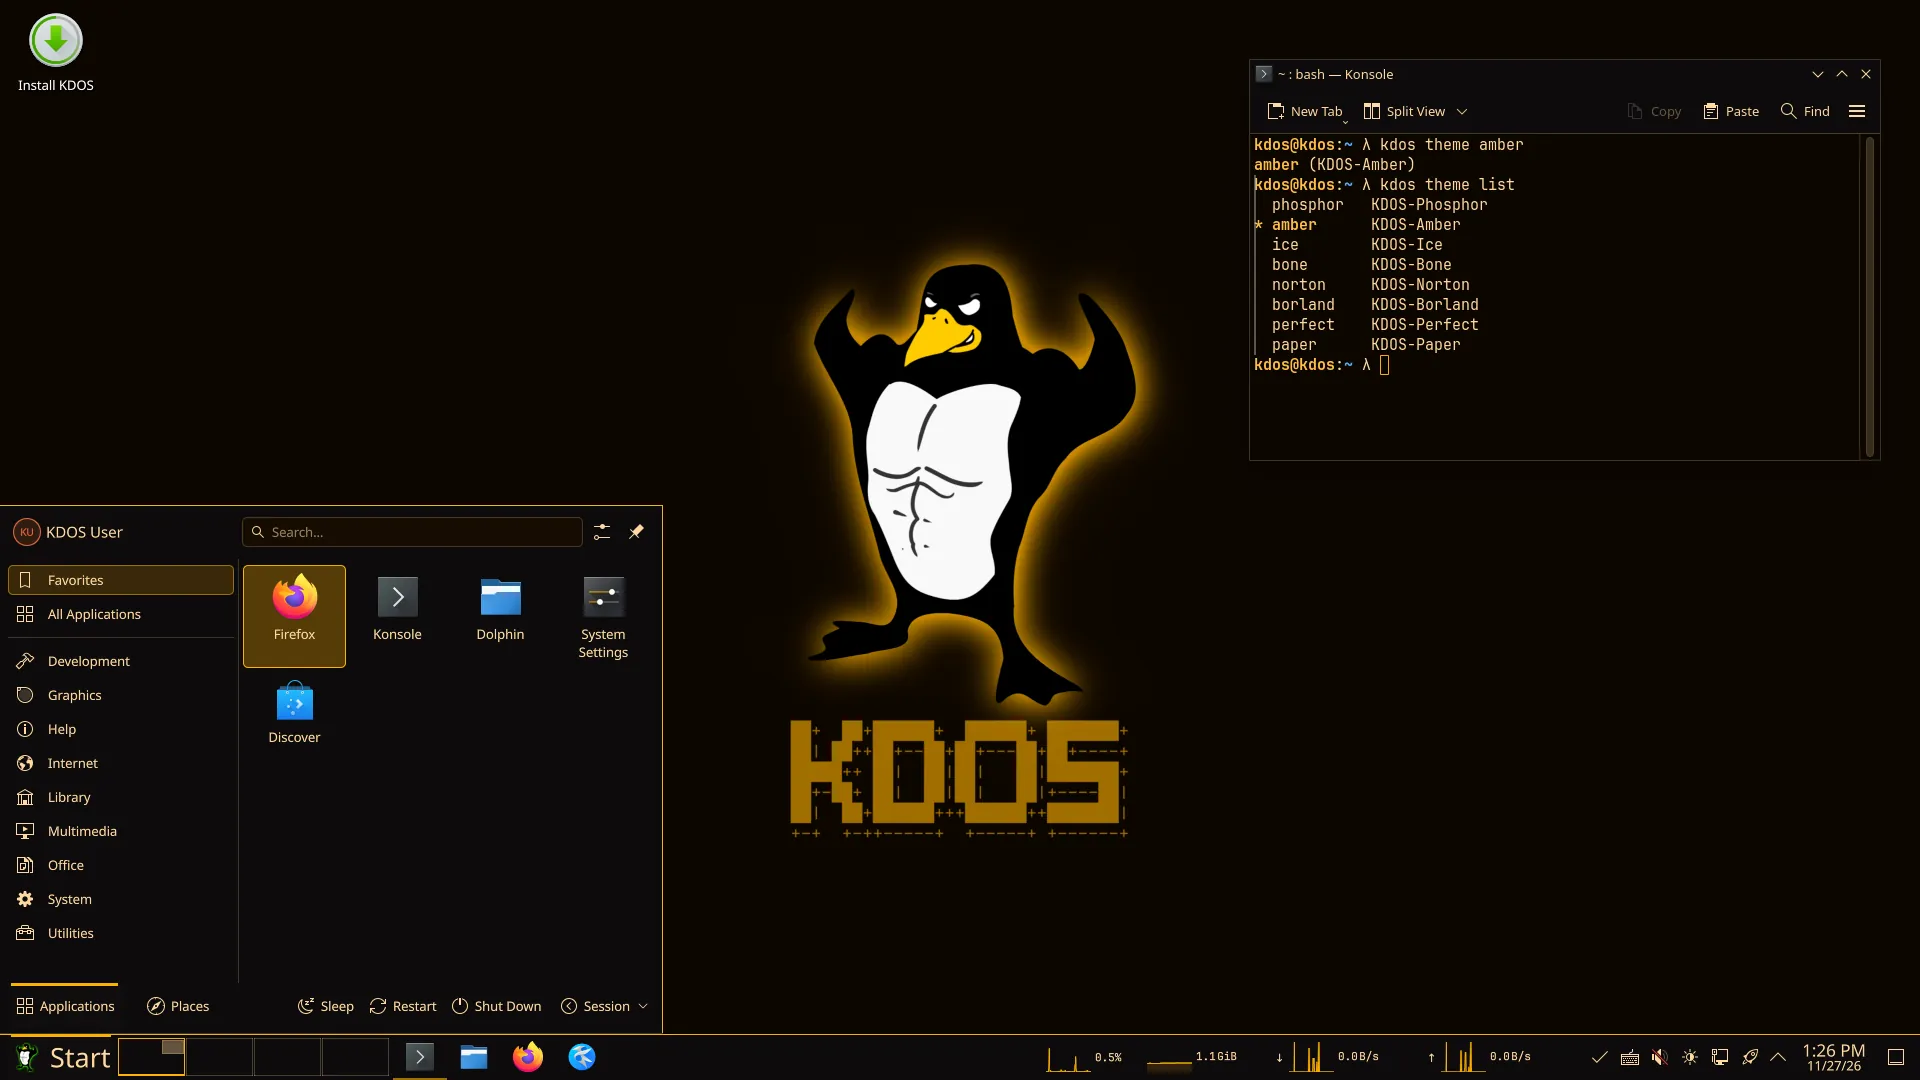 Install KDOS
~ : bash — Konsole
New Tab
Split View
Copy
Paste
Find
kdos@kdos:~ λ kdos theme amber
amber (KDOS-Amber)
kdos@kdos:~ λ kdos theme list
phosphor KDOS-Phosphor
* amber KDOS-Amber
ice KDOS-Ice
bone KDOS-Bone
norton KDOS-Norton
borland KDOS-Borland
perfect KDOS-Perfect
paper KDOS-Paper
kdos@kdos:~ λ
KU KDOS User
Search...
Favorites
All Applications
Development
Graphics
Help
Internet
Library
Multimedia
Office
System
Utilities
Firefox
Konsole
Dolphin
System
Settings
Discover
Applications
Places
Sleep
Restart
Shut Down
Session
KDOS
Start
0.5%
1.1GiB
↓ 0.0B/s
↑ 0.0B/s
1:26 PM
11/27/26